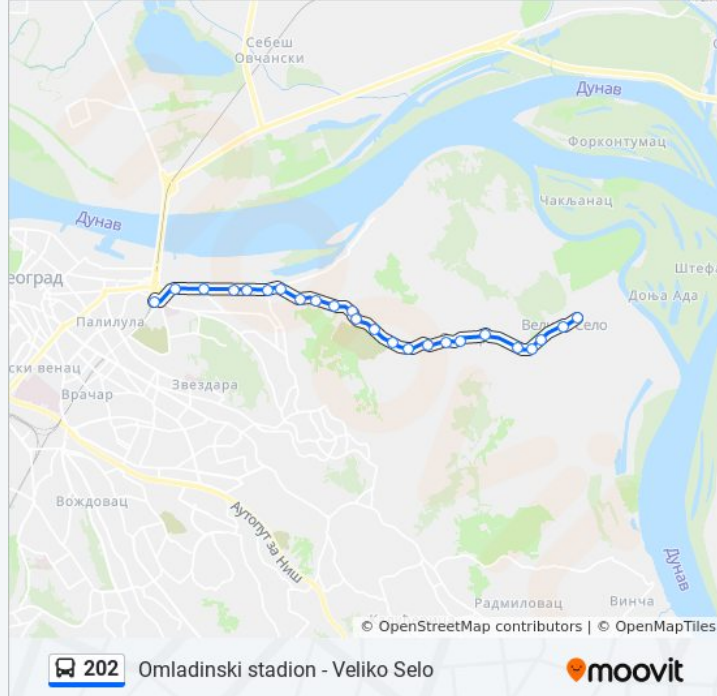 Себеш
Овчански
Дунав
Форконтумац
Чакљанац
Дунав
еоград
Штефа
Доња Ада
Палилула
Село
ски венац
Звездара
Врачар
Вождовац
Аутопут за Ниш
Дунав
Радмиловац
Винча
© OpenStreetMap contributors | © OpenMapTiles
202 Omladinski stadion - Veliko Selo
moovit